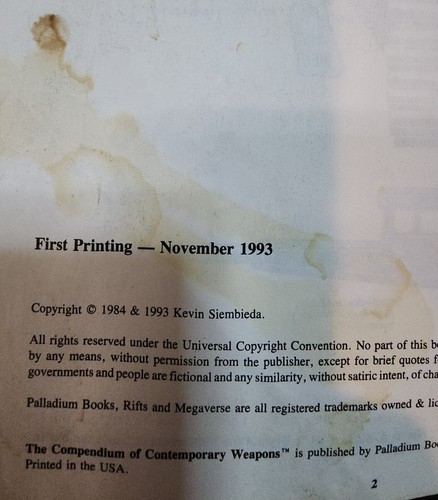 First Printing — November 1993
Copyright © 1984 & 1993 Kevin Siembieda.
All rights reserved under the Universal Copyright Convention. No part of this
by any means, without permission from the publisher, except for brief quotes
governments and people are fictional and any similarity, without satiric intent, of
Palladium Books, Rifts and Megaverse are all registered trademarks owned &
The Compendium of Contemporary Weapons™ is published by Palladium
Printed in the USA.
2